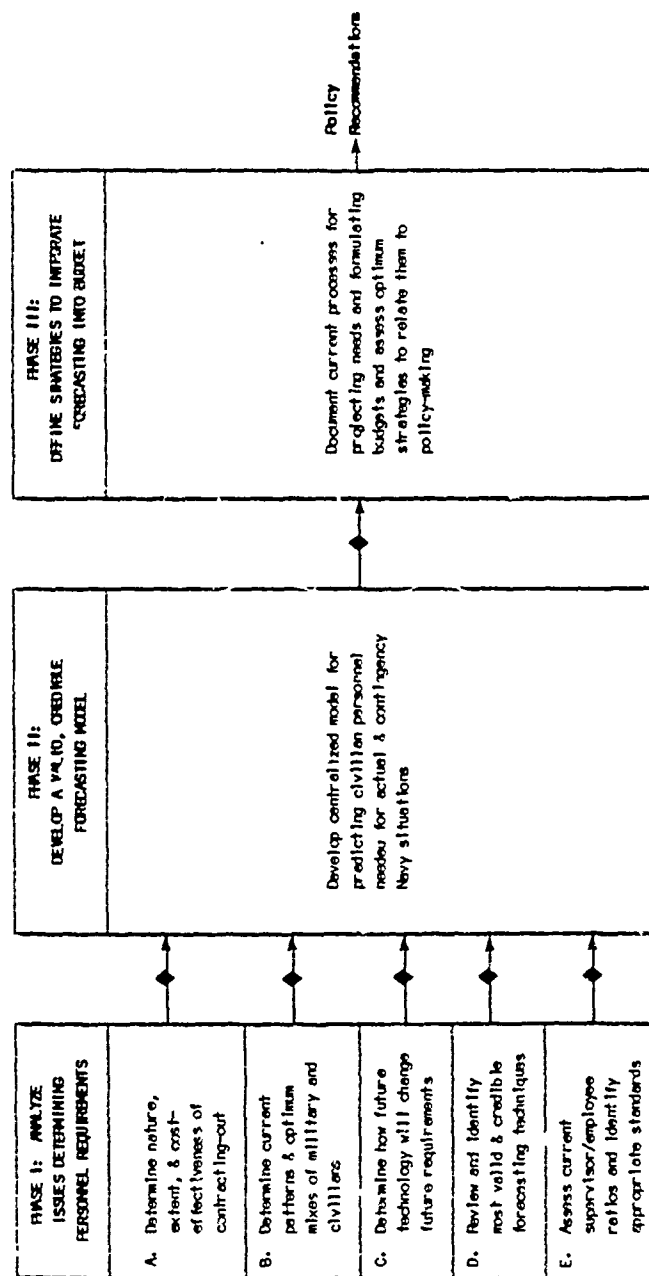 PHASE I: ANALYZE
ISSUES DETERMINING
PERSONNEL REQUIREMENTS
A. Determine nature,
extent, & cost-
effectiveness of
contracting-out
B. Determine current
patterns & optimum
mixes of military and
civilians
C. Determine how future
technology will change
future requirements
D. Review and identify
most valid & credible
forecasting techniques
E. Assess current
supervisor/employee
ratios and identify
appropriate standards
PHASE II:
DEVELOP A VALID, CREDIBLE
FORECASTING MODEL
Develop centralized model for
predicting civilian personnel
needed for actual & contingency
Navy situations
PHASE III:
DEFINE STRATEGIES TO INTEGRATE
FORECASTING INTO BUDGET
Document current processes for
projecting needs and formulating
budgets and assess optimum
strategies to relate them to
policy-making
Policy
Recommendations